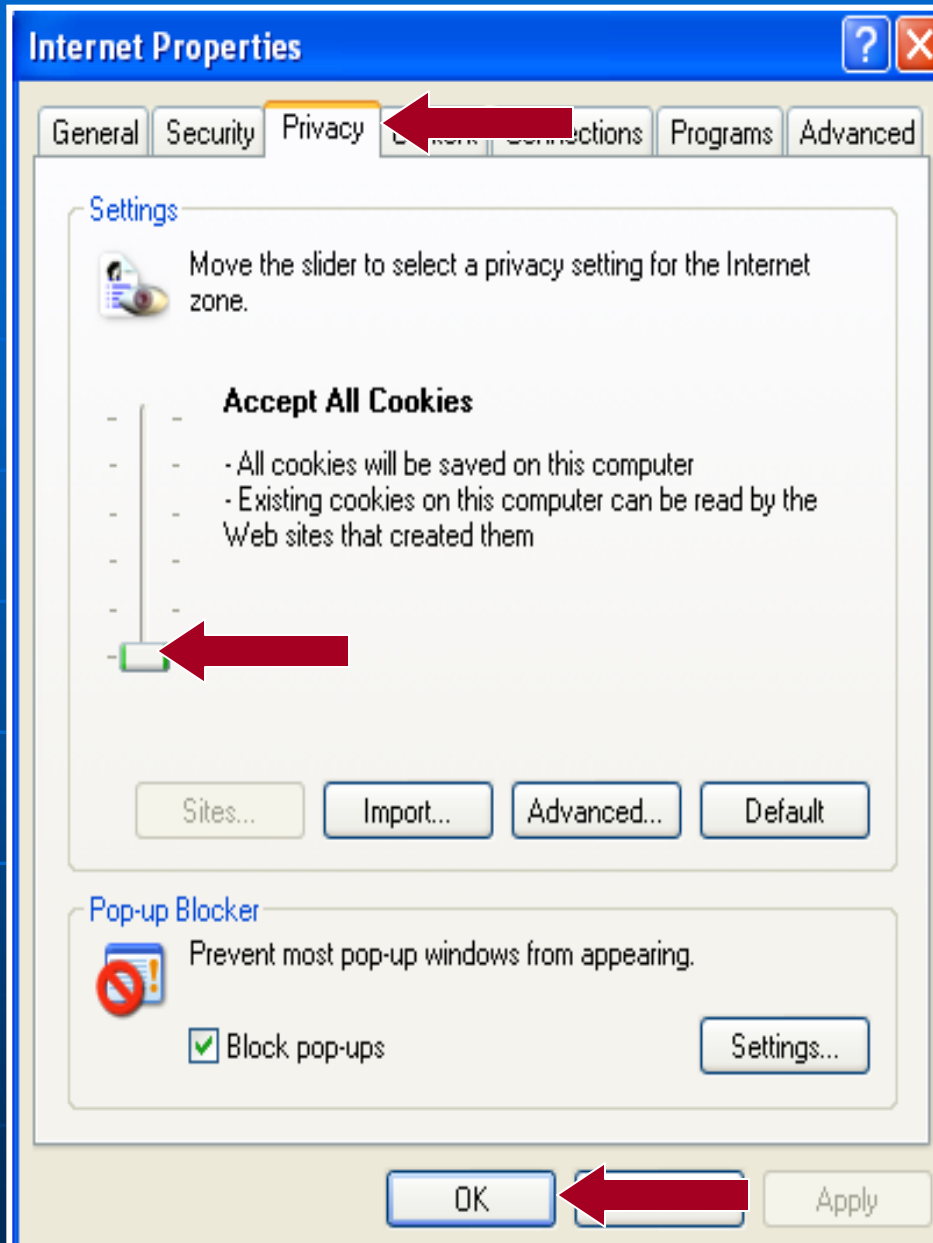 Internet Properties
General Security Privacy Connections Programs Advanced
Settings
Move the slider to select a privacy setting for the Internet
zone.
Accept All Cookies
- All cookies will be saved on this computer
- Existing cookies on this computer can be read by the
Web sites that created them
Sites... Import... Advanced... Default
Pop-up Blocker
Prevent most pop-up windows from appearing.
Block pop-ups
Settings...
OK Apply